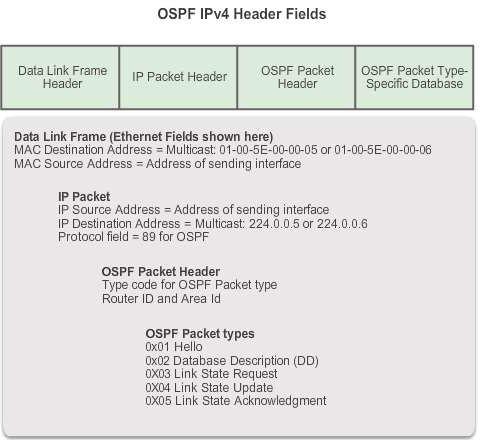 OSPF IPv4 Header Fields
Data Link Frame Header
IP Packet Header
OSPF Packet Header
OSPF Packet Type-Specific Database
Data Link Frame (Ethernet Fields shown here)
MAC Destination Address = Multicast: 01-00-5E-00-00-05 or 01-00-5E-00-00-06
MAC Source Address = Address of sending interface
IP Packet
IP Source Address = Address of sending interface
IP Destination Address = Multicast: 224.0.0.5 or 224.0.0.6
Protocol field = 89 for OSPF
OSPF Packet Header
Type code for OSPF Packet type
Router ID and Area Id
OSPF Packet types
0x01 Hello
0x02 Database Description (DD)
0X03 Link State Request
0X04 Link State Update
0X05 Link State Acknowledgment